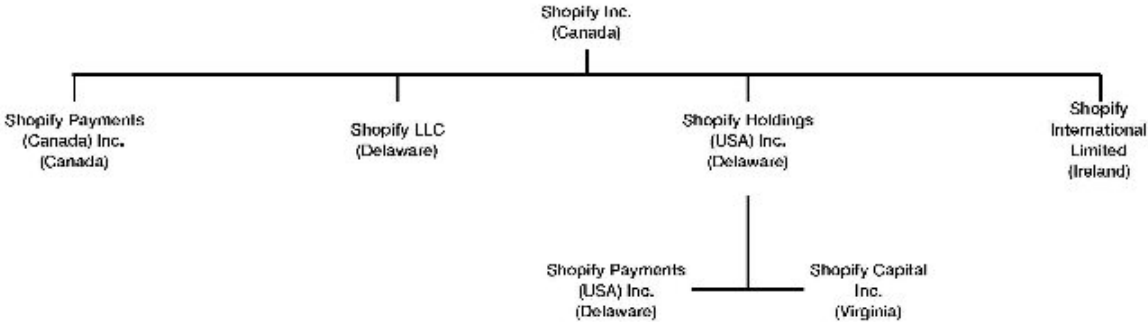 Shopify Inc.
(Canada)
Shopify Payments
(Canada) Inc.
(Canada)
Shopify LLC
(Delaware)
Shopify Holdings
(USA) Inc.
(Delaware)
Shopify
International
Limited
(Ireland)
Shopify Payments
(USA) Inc.
(Delaware)
Shopify Capital
Inc.
(Virginia)